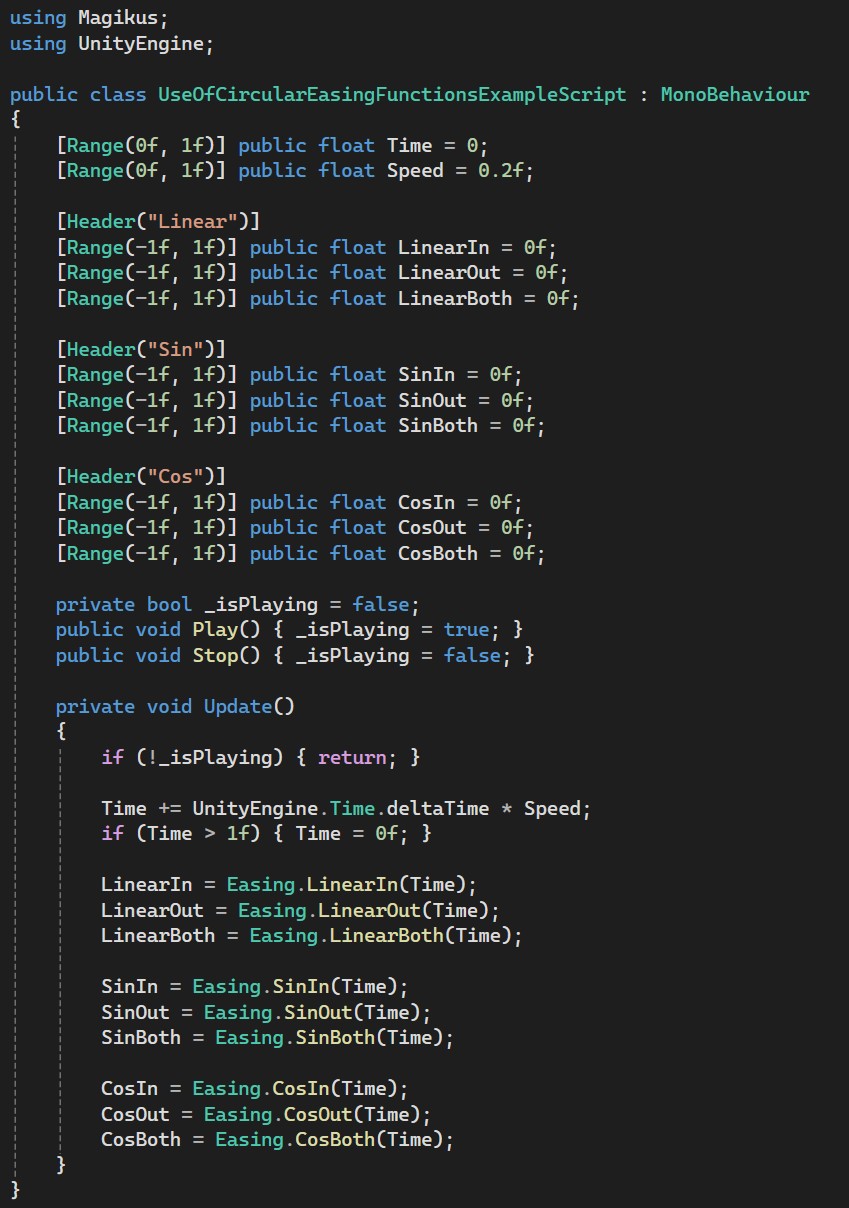 using Magikus;
using UnityEngine;

public class UseOfCircularEasingFunctionsExampleScript : MonoBehaviour
{
    [Range(0f, 1f)] public float Time = 0;
    [Range(0f, 1f)] public float Speed = 0.2f;

    [Header("Linear")]
    [Range(-1f, 1f)] public float LinearIn = 0f;
    [Range(-1f, 1f)] public float LinearOut = 0f;
    [Range(-1f, 1f)] public float LinearBoth = 0f;

    [Header("Sin")]
    [Range(-1f, 1f)] public float SinIn = 0f;
    [Range(-1f, 1f)] public float SinOut = 0f;
    [Range(-1f, 1f)] public float SinBoth = 0f;

    [Header("Cos")]
    [Range(-1f, 1f)] public float CosIn = 0f;
    [Range(-1f, 1f)] public float CosOut = 0f;
    [Range(-1f, 1f)] public float CosBoth = 0f;

    private bool _isPlaying = false;
    public void Play() { _isPlaying = true; }
    public void Stop() { _isPlaying = false; }

    private void Update()
    {
        if (!_isPlaying) { return; }

        Time += UnityEngine.Time.deltaTime * Speed;
        if (Time > 1f) { Time = 0f; }

        LinearIn = Easing.LinearIn(Time);
        LinearOut = Easing.LinearOut(Time);
        LinearBoth = Easing.LinearBoth(Time);

        SinIn = Easing.SinIn(Time);
        SinOut = Easing.SinOut(Time);
        SinBoth = Easing.SinBoth(Time);

        CosIn = Easing.CosIn(Time);
        CosOut = Easing.CosOut(Time);
        CosBoth = Easing.CosBoth(Time);
    }
}